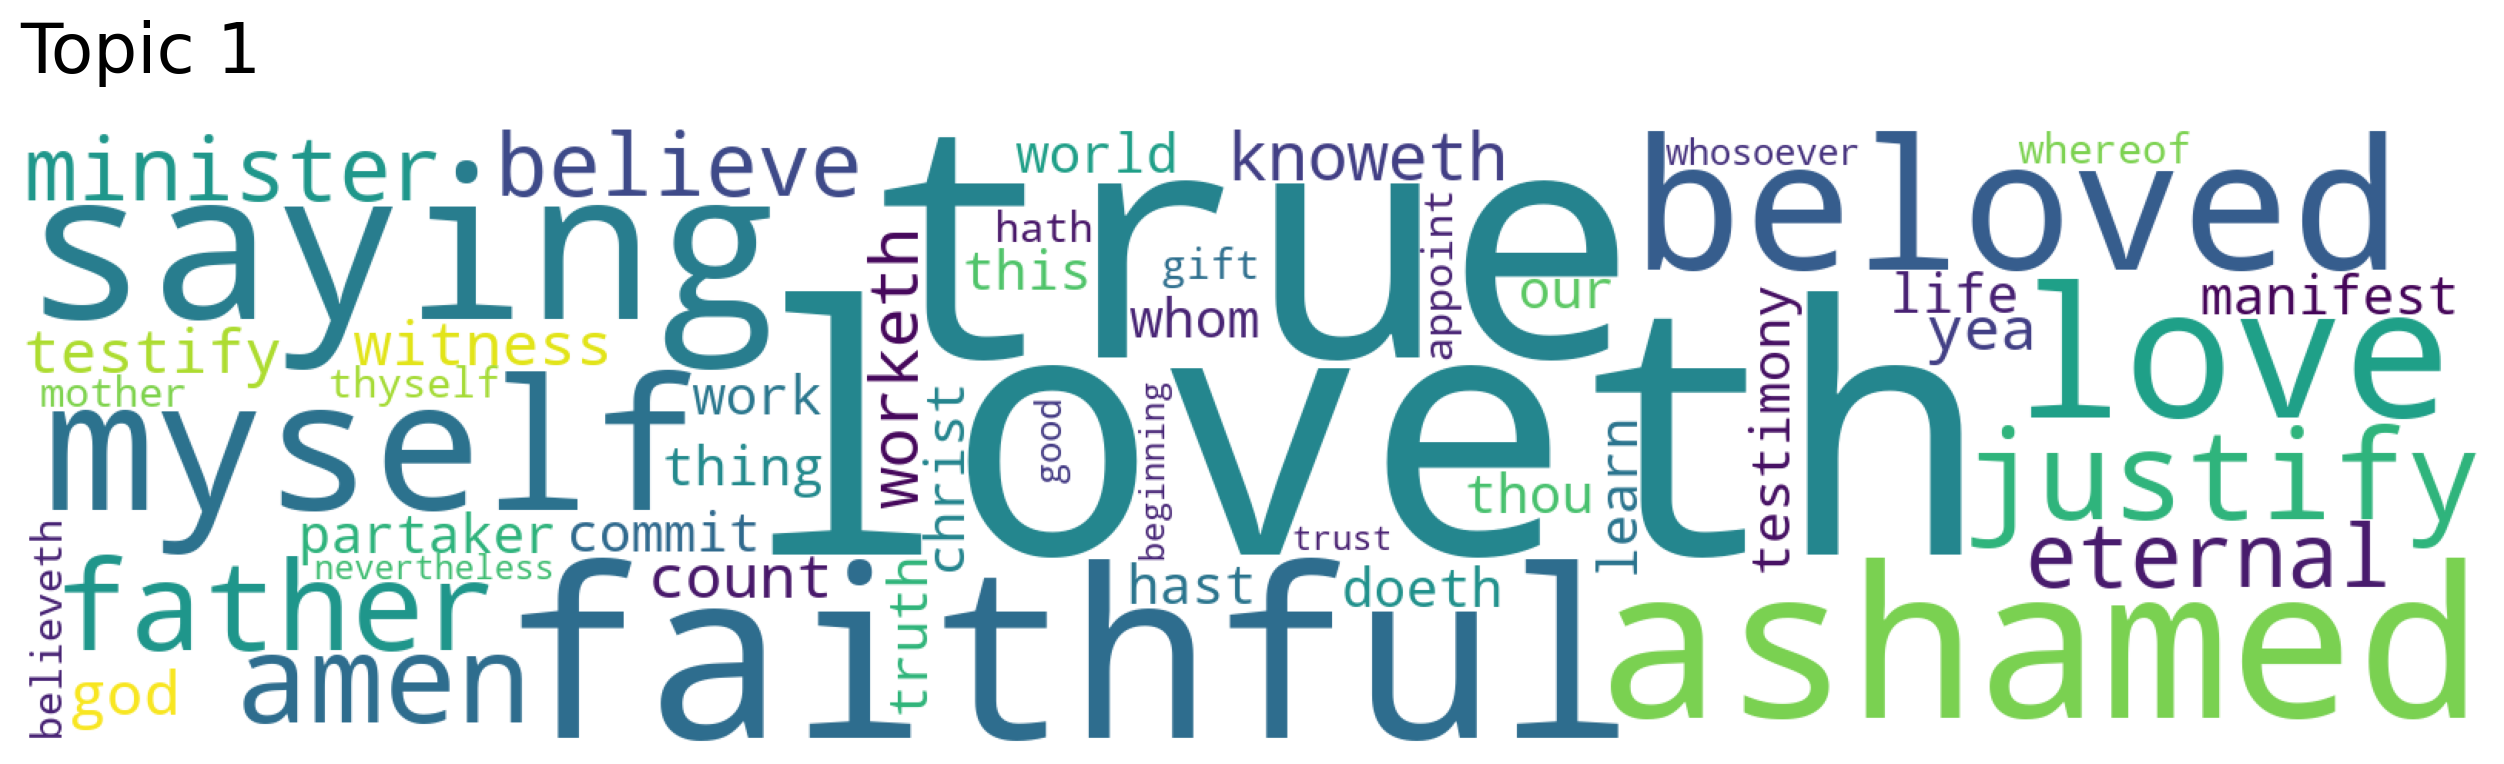 Topic 1
minister
believe
world
knoweth
whosoever
whereof
saying
true
beloved
hath
this
gift
whom
appoint
our
worketh
life
manifest
yea
love
testify
witness
mother
thyself
myself
work
thing
christ
loveth
good
beginning
trust
thou
learn
testimony
justify
believeth
partaker
commit
nevertheless
father
count
truth
hast
doeth
eternal
god
amen
faithful
ashamed